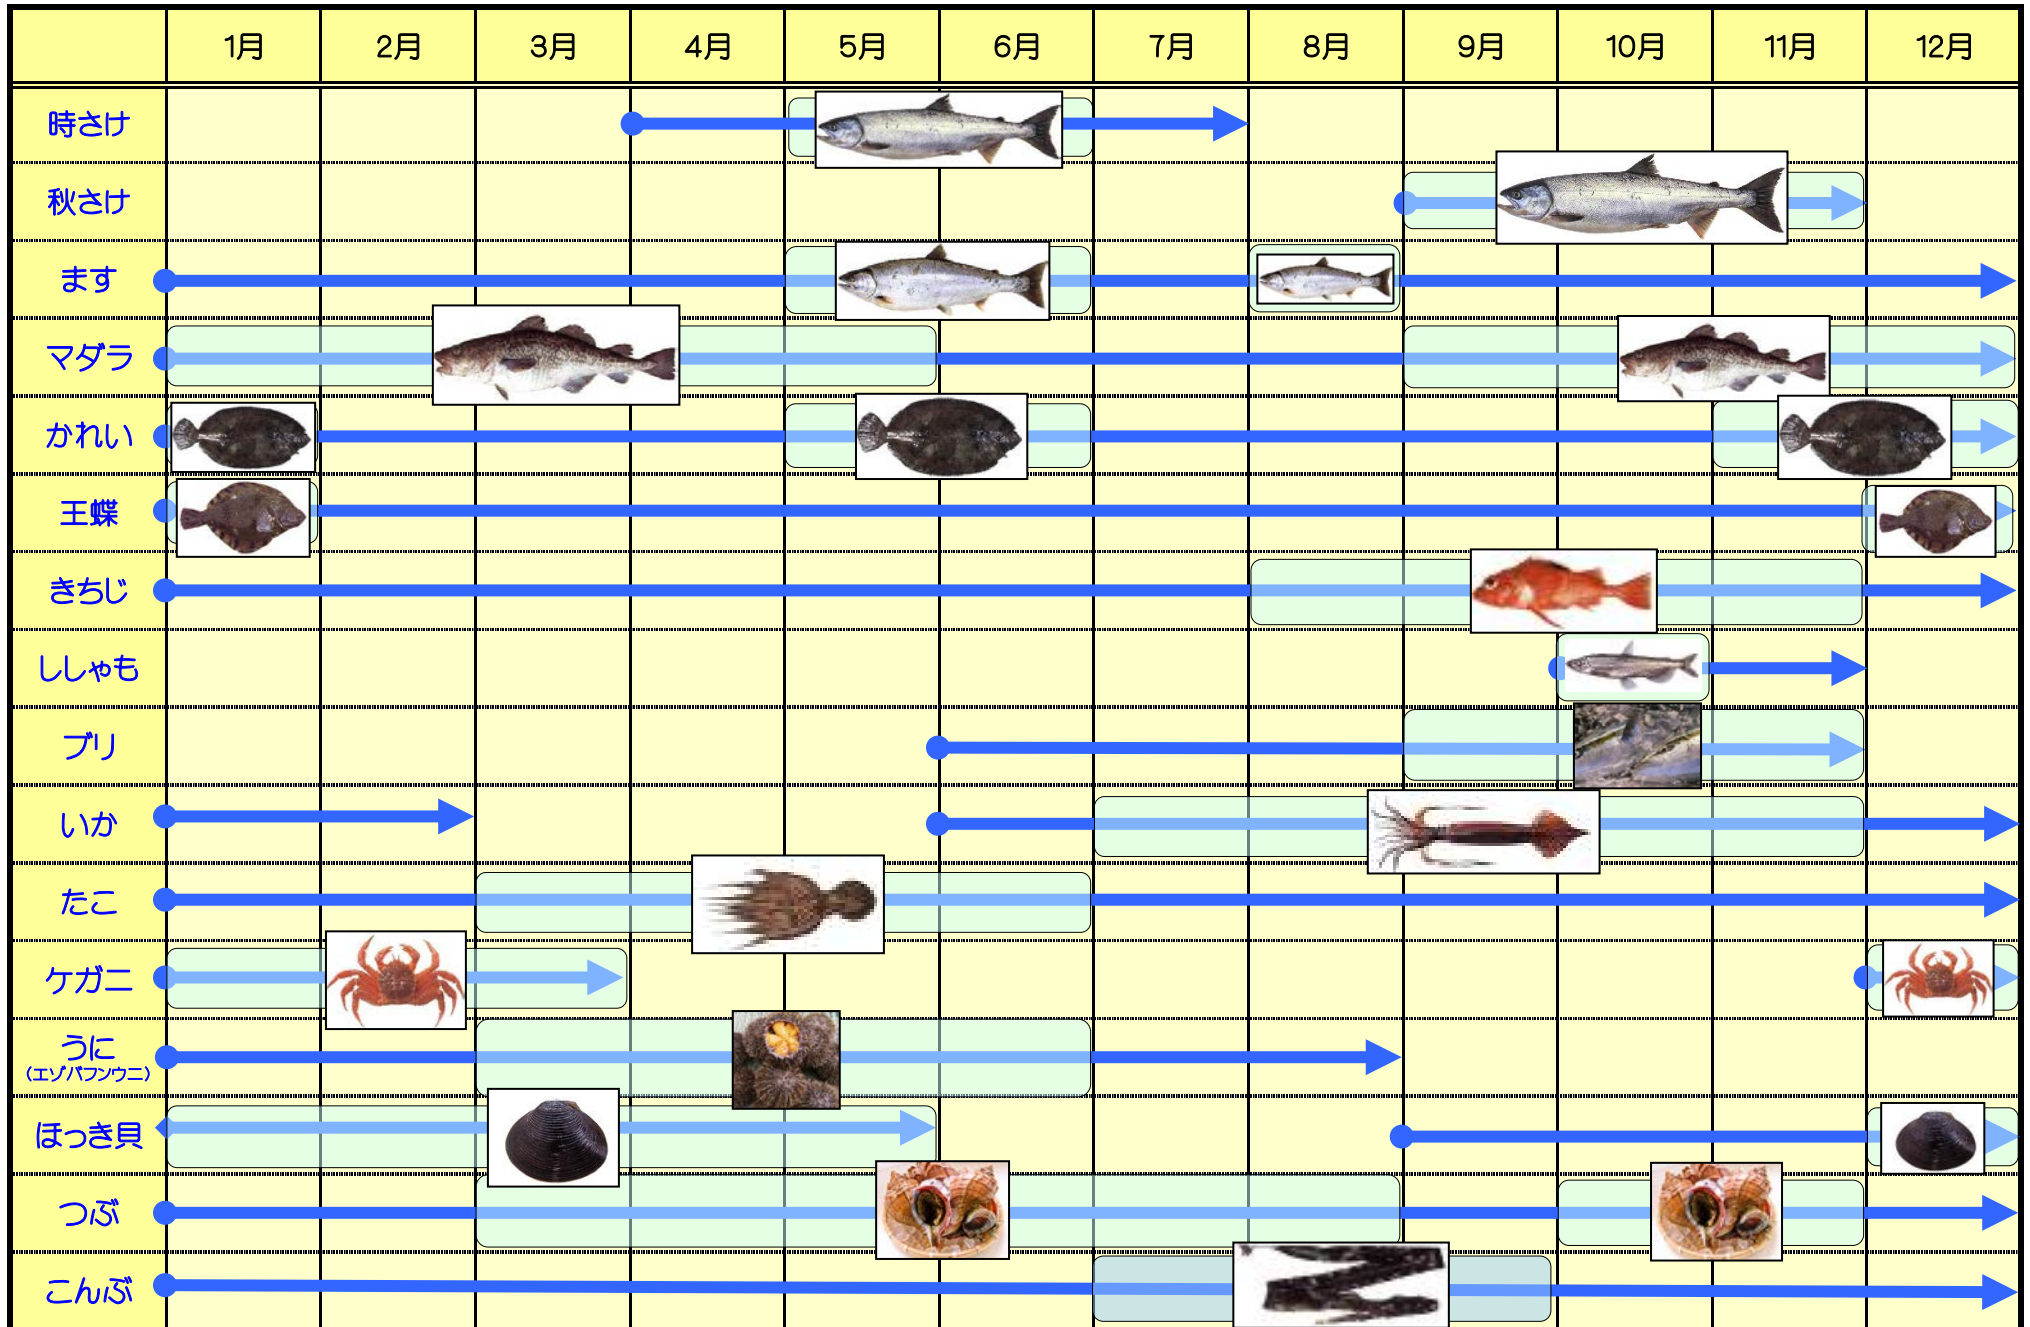 1月 2月 3月 4月 5月 6月 7月 8月 9月 10月 11月 12月
時さけ
秋さけ
ます
マダラ
かれい
王蝶
きちじ
ししゃも
ブリ
いか
たこ
ケガニ
うに
(エゾバフンウニ)
ほっき貝
つぶ
こんぶ